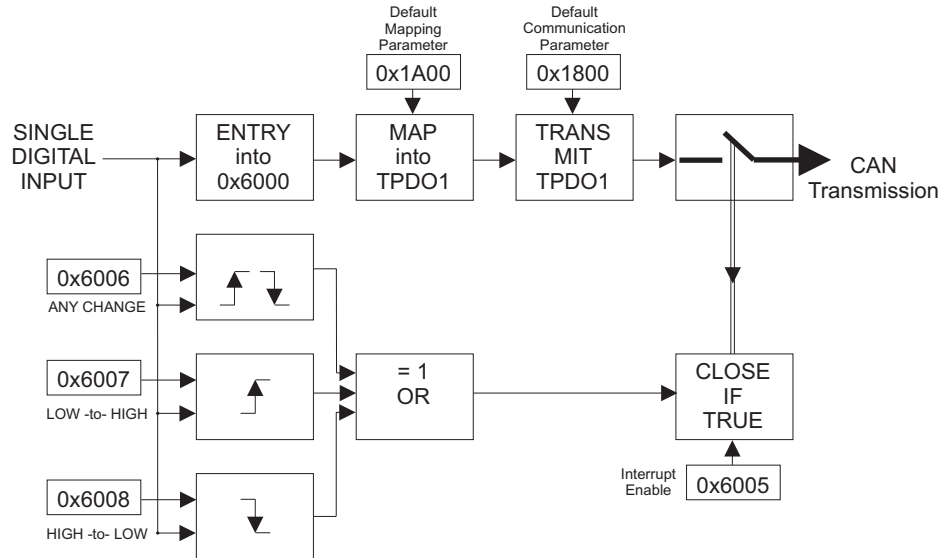 Default
Mapping
Parameter
0x1A00
Default
Communication
Parameter
0x1800
SINGLE
DIGITAL
INPUT
ENTRY
into
0x6000
MAP
into
TPDO1
TRANS
MIT
TPDO1
CAN
Transmission
0x6006
ANY CHANGE
0x6007
LOW -to- HIGH
0x6008
HIGH -to- LOW
= 1
OR
CLOSE
IF
TRUE
Interrupt
Enable
0x6005